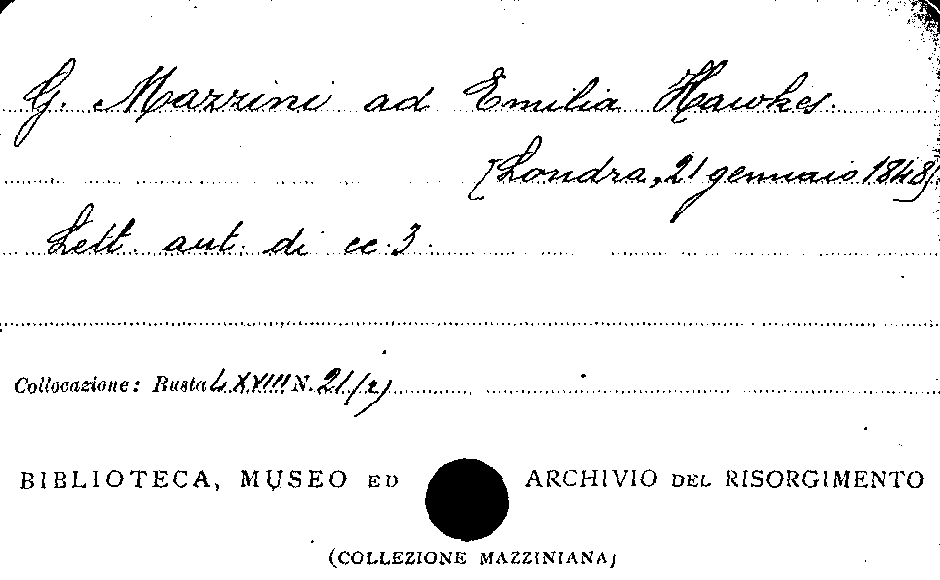 G. Mazzini ad Emilia Hawkes.
[Londra, 21 gennaio 1848].
Lett. aut. di cc. 3.
Collocazione: Busta LXVIII N. 21/(2)
BIBLIOTECA, MUSEO ED ARCHIVIO DEL RISORGIMENTO
(COLLEZIONE MAZZINIANA)